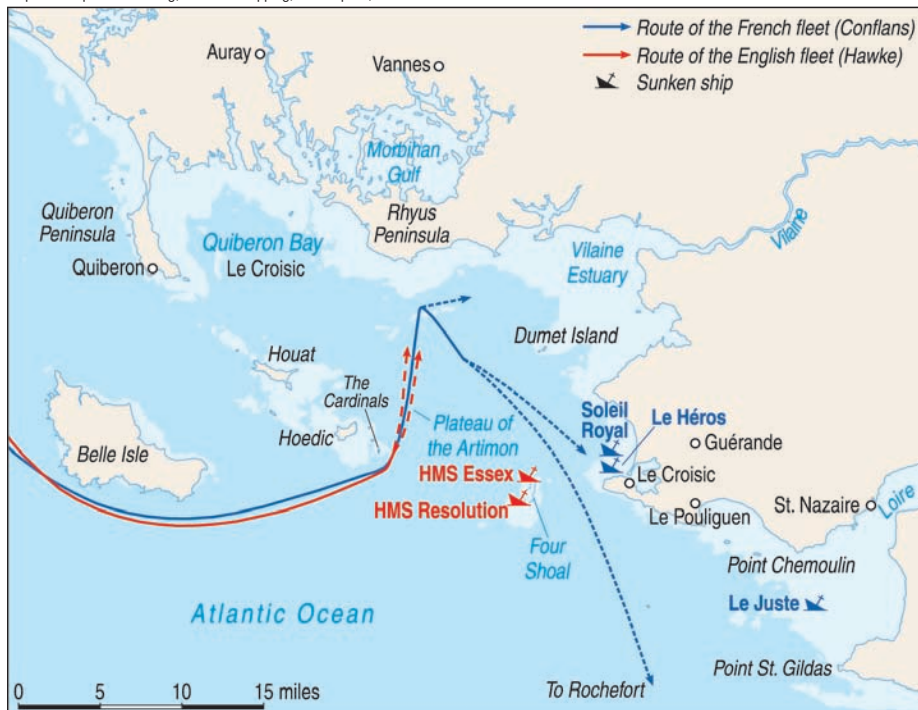 Route of the French fleet (Conflans)
Route of the English fleet (Hawke)
Sunken ship
Auray
Vannes
Morbihan
Gulf
Quiberon
Peninsula
Rhyus
Peninsula
Quiberon Bay
Le Croisic
Quiberon
Vilaine
Vilaine
Estuary
Dumet Island
Houat
The
Cardinals
Hoedic
Belle Isle
Plateau of
the Artimon
Soleil
Royal
Le Héros
Guérande
Le Croisic
HMS Essex
HMS Resolution
Le Pouliguen
St. Nazaire
Loire
Four
Shoal
Point Chemoulin
Le Juste
Atlantic Ocean
Point St. Gildas
To Rochefort
0 5 10 15 miles